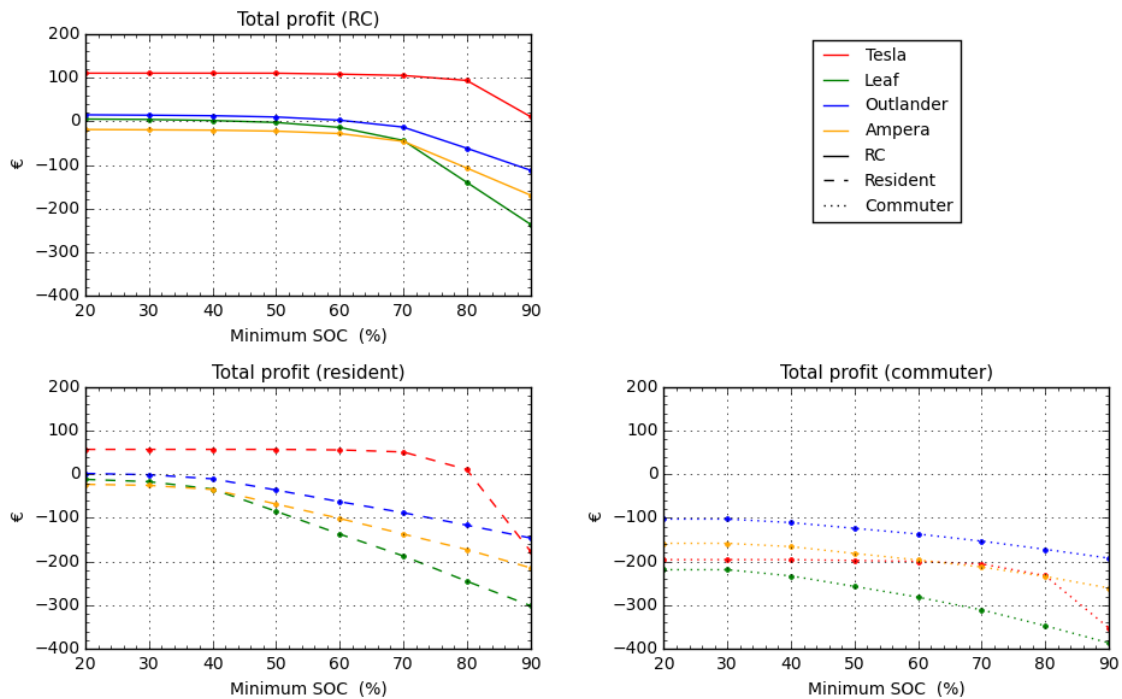 Total profit (RC)
200
100
0
−100
−200
−300
−400
€
20 30 40 50 60 70 80 90
Minimum SOC (%)
Tesla
Leaf
Outlander
Ampera
RC
Resident
Commuter
Total profit (resident)
200
100
0
−100
−200
−300
−400
€
20 30 40 50 60 70 80 90
Minimum SOC (%)
Total profit (commuter)
200
100
0
−100
−200
−300
−400
€
20 30 40 50 60 70 80 90
Minimum SOC (%)